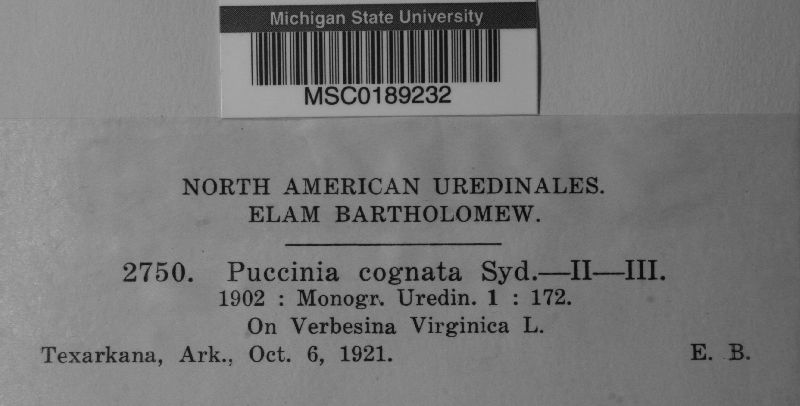 Michigan State University
MSC0189232
NORTH AMERICAN UREDINALES.
ELAM BARTHOLOMEW.
2750. Puccinia cognata Syd.—II—III.
1902 : Monogr. Uredin. 1 : 172.
On Verbesina Virginica L.
Texarkana, Ark., Oct. 6, 1921. E. B.